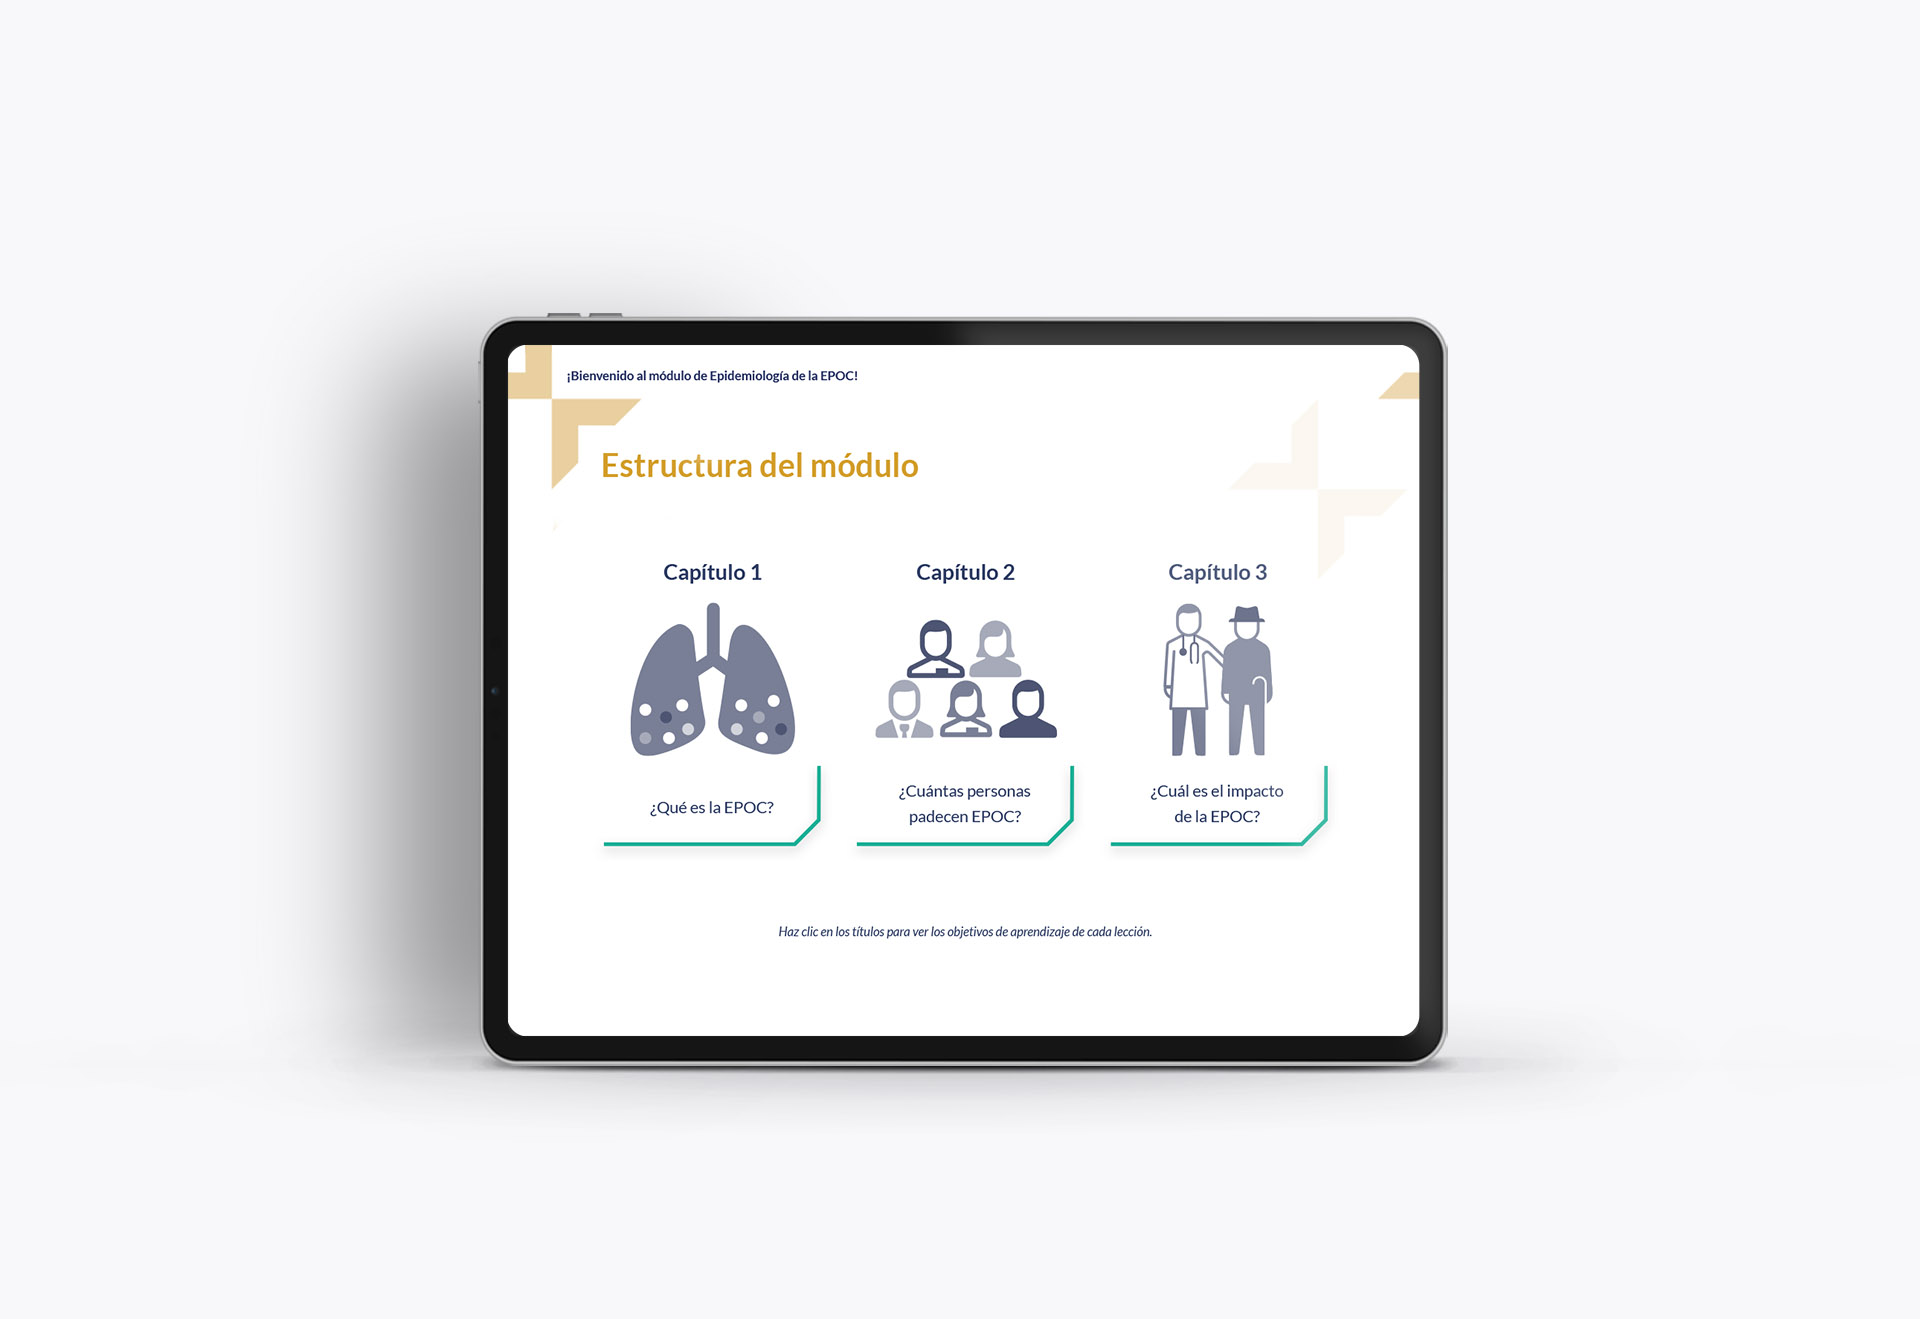 ¡Bienvenido al módulo de Epidemiología de la EPOC!
Estructura del módulo
Capítulo 1
Capítulo 2
Capítulo 3
¿Qué es la EPOC?
¿Cuántas personas
padecen EPOC?
¿Cuál es el impacto
de la EPOC?
Haz clic en los títulos para ver los objetivos de aprendizaje de cada lección.